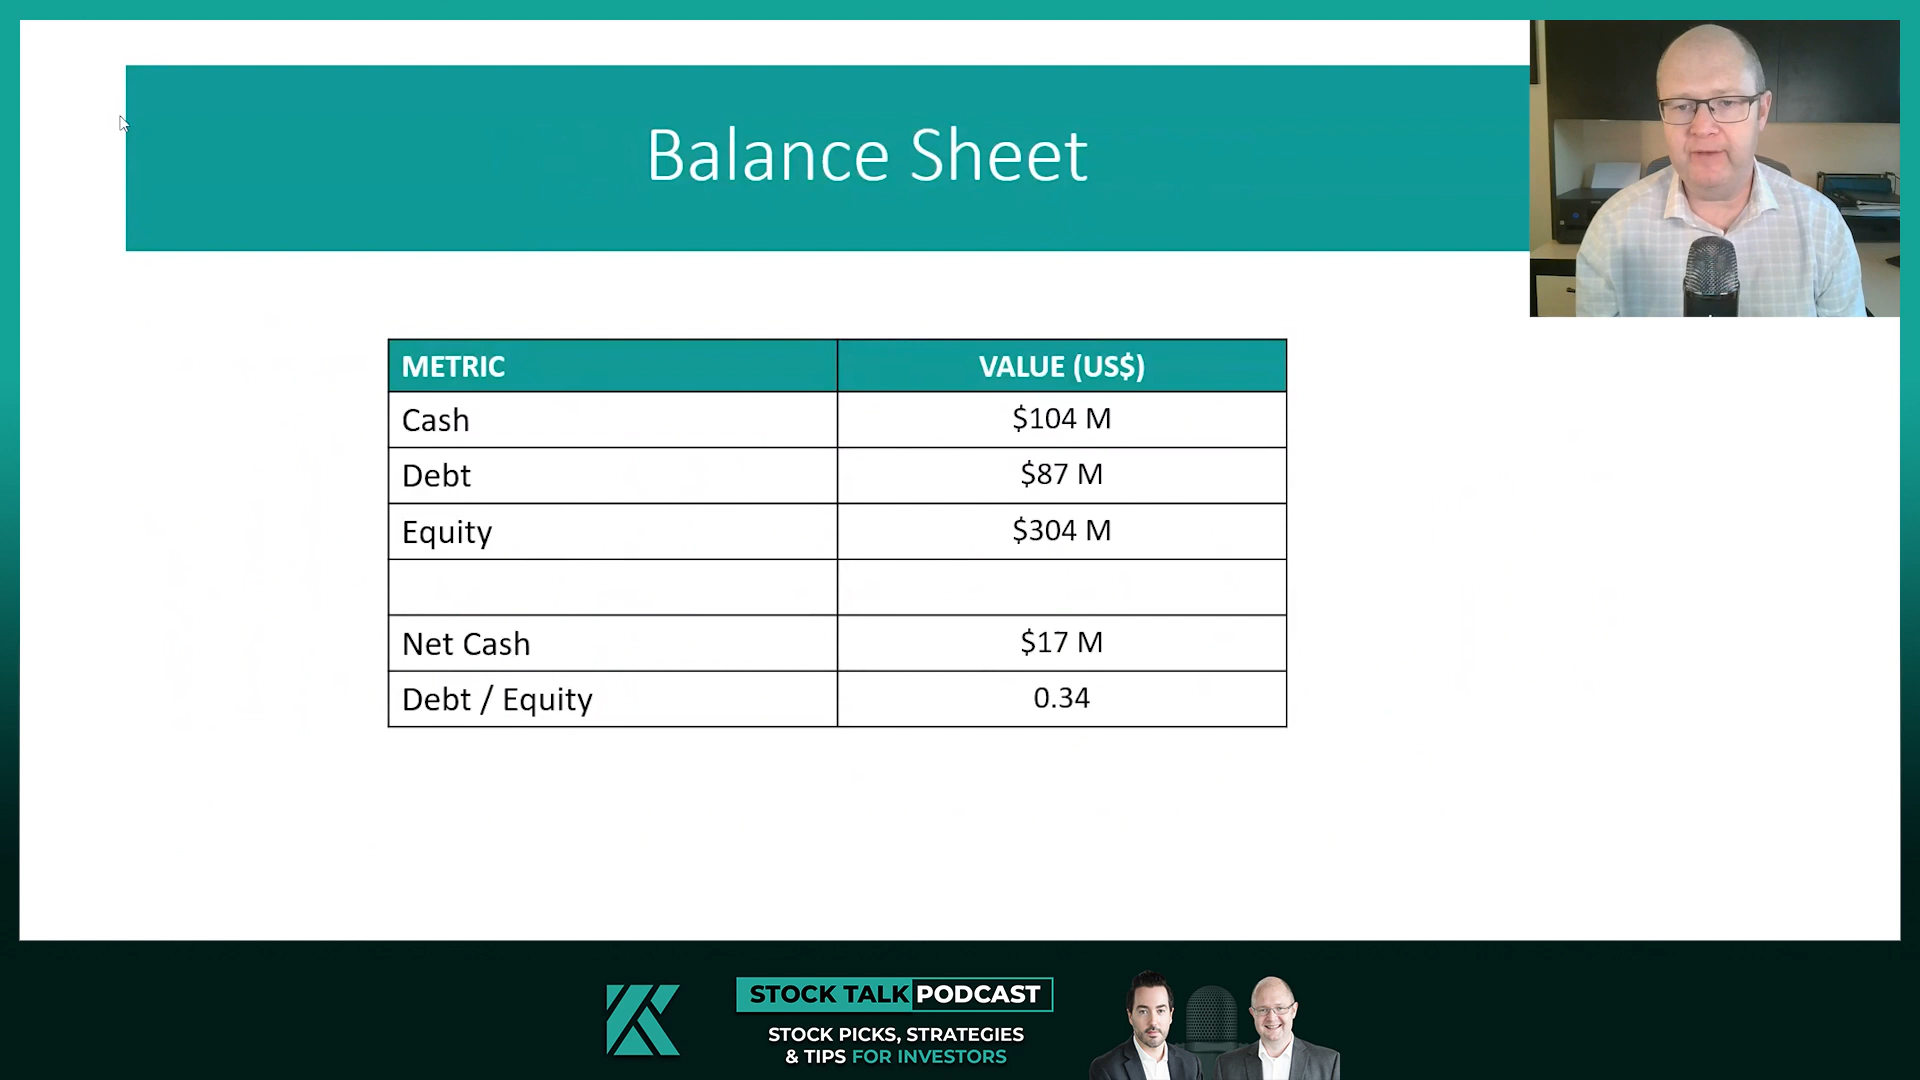 Balance Sheet
METRIC VALUE (US$)
Cash $104 M
Debt $87 M
Equity $304 M
Net Cash $17 M
Debt / Equity 0.34
STOCK TALK PODCAST
STOCK PICKS, STRATEGIES
& TIPS FOR INVESTORS